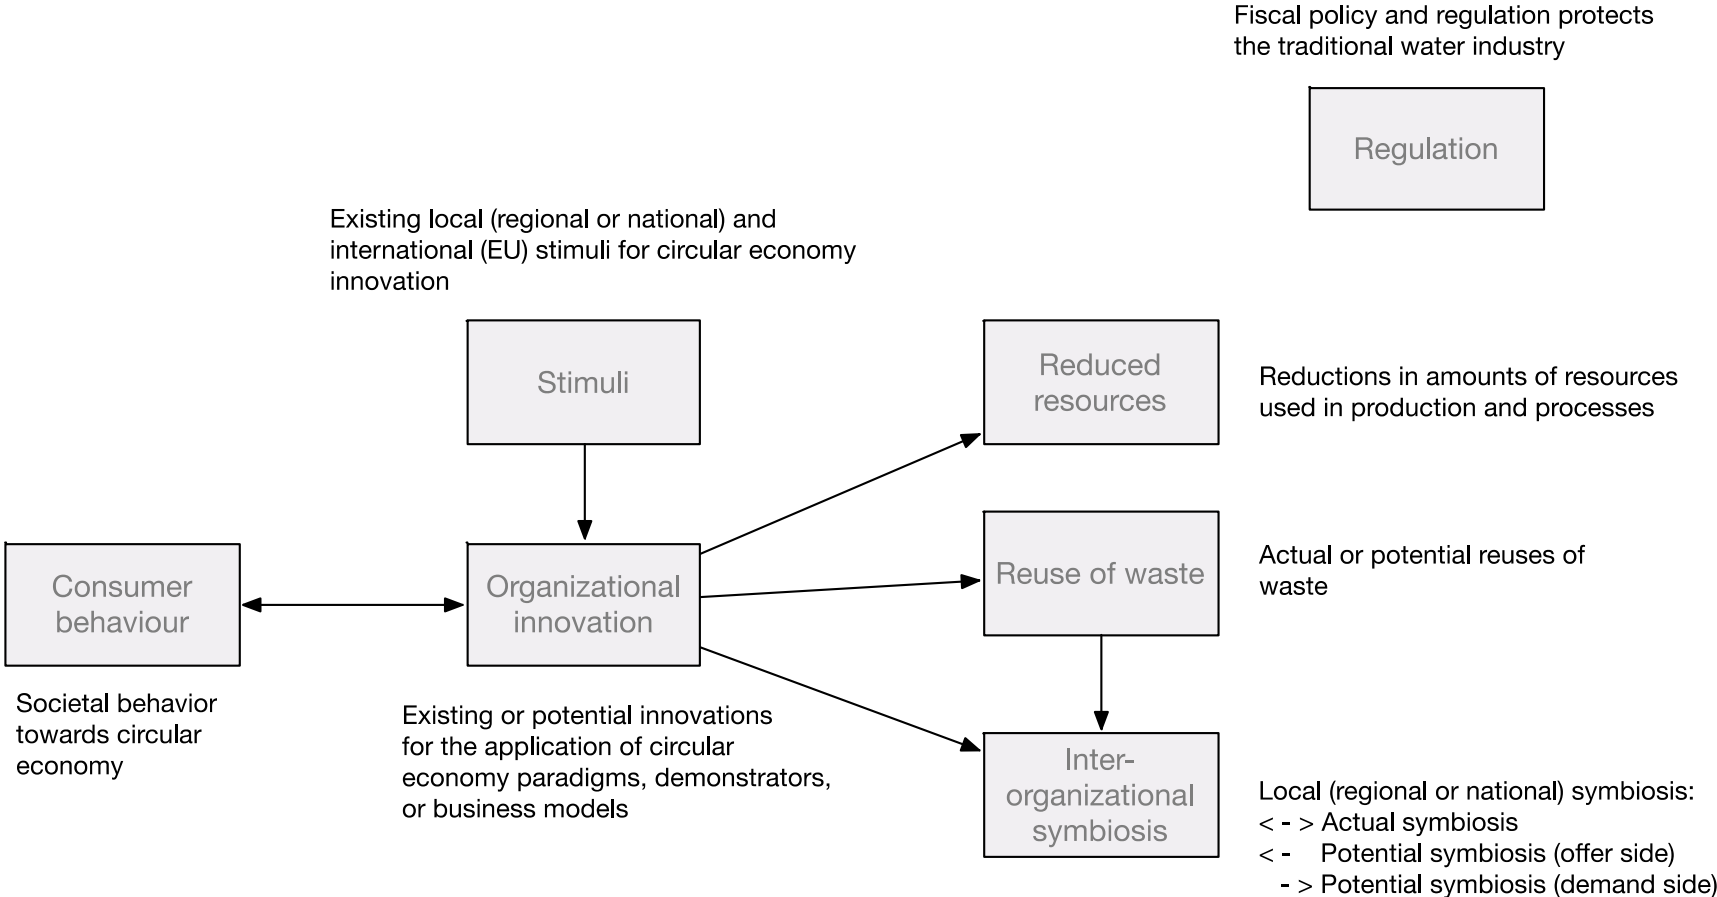 Fiscal policy and regulation protects
the traditional water industry
Regulation
Existing local (regional or national) and
international (EU) stimuli for circular economy
innovation
Stimuli
Reduced
resources
Reductions in amounts of resources
used in production and processes
Consumer
behaviour
Organizational
innovation
Reuse of waste
Actual or potential reuses of
waste
Societal behavior
towards circular
economy
Existing or potential innovations
for the application of circular
economy paradigms, demonstrators,
or business models
Inter-
organizational
symbiosis
Local (regional or national) symbiosis:
< - > Actual symbiosis
< - Potential symbiosis (offer side)
- > Potential symbiosis (demand side)